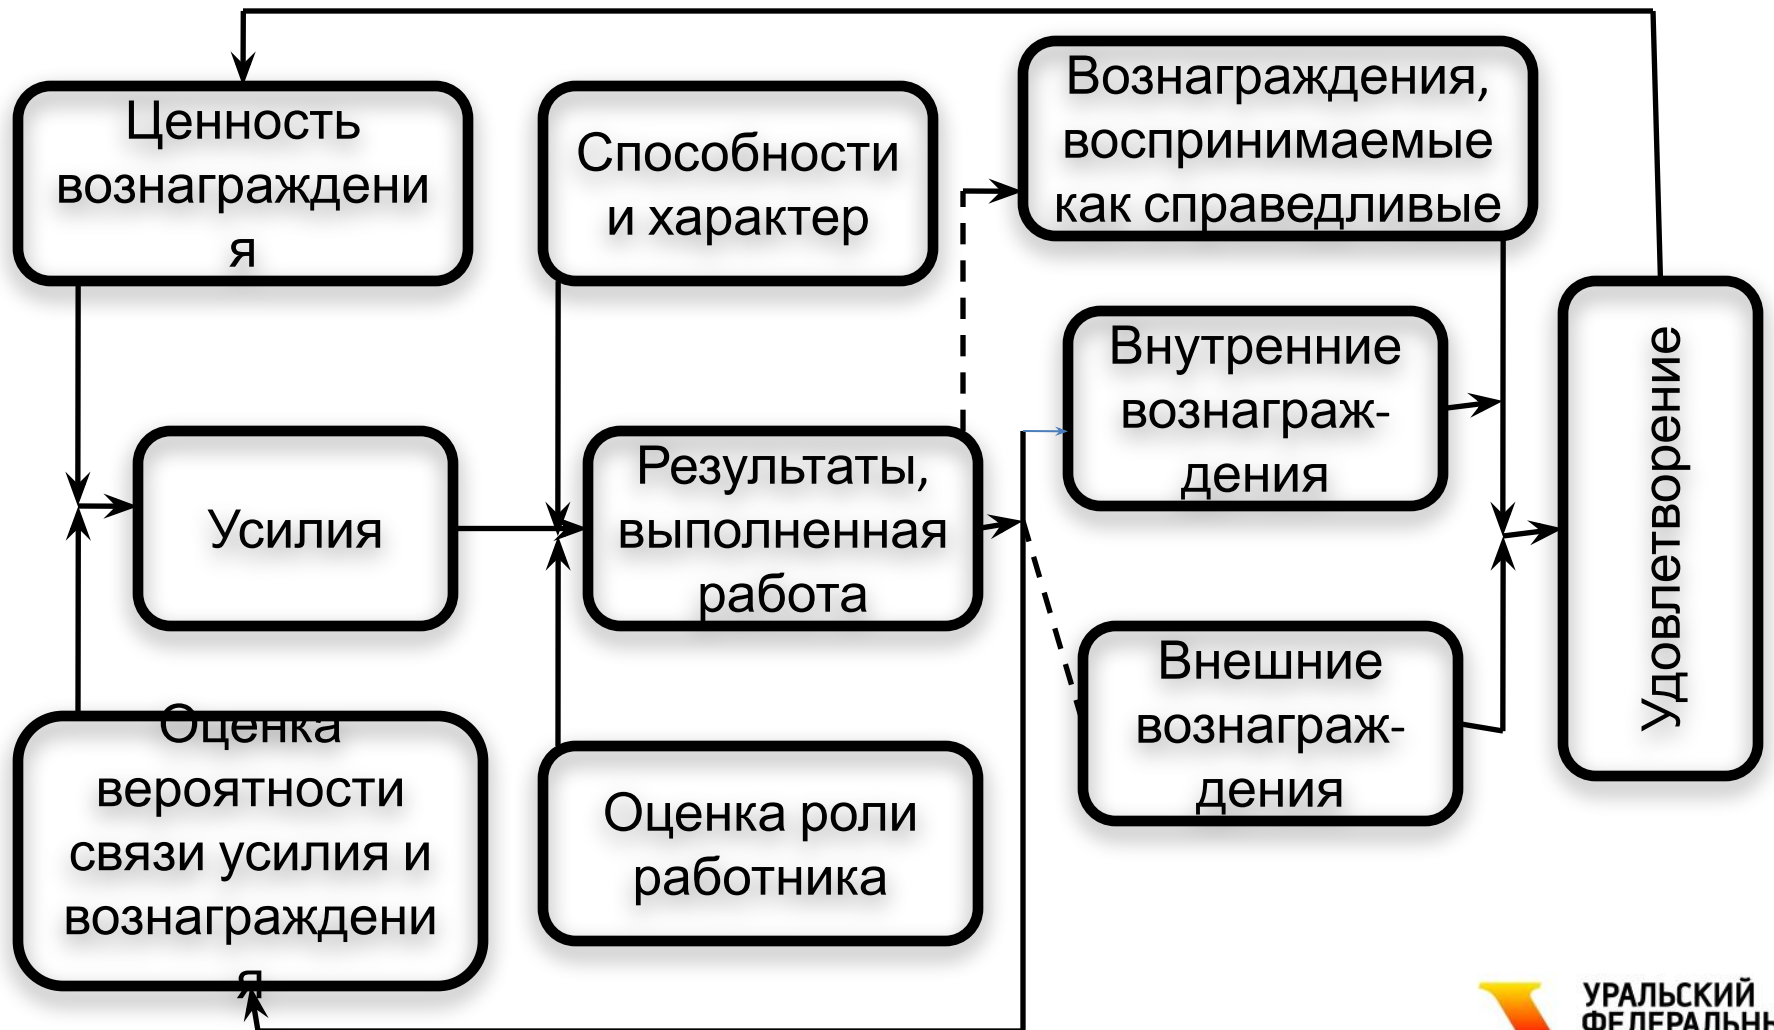 Ценность
вознаграждени
я
Способности
и характер
Вознаграждения,
воспринимаемые
как справедливые
Усилия
Результаты,
выполненная
работа
Внутренние
вознаграж-
дения
Удовлетворение
Оценка
вероятности
связи усилия и
вознаграждени
я
Оценка роли
работника
Внешние
вознаграж-
дения
УРАЛЬСКИЙ
ФЕДЕРАЛЬНЫ